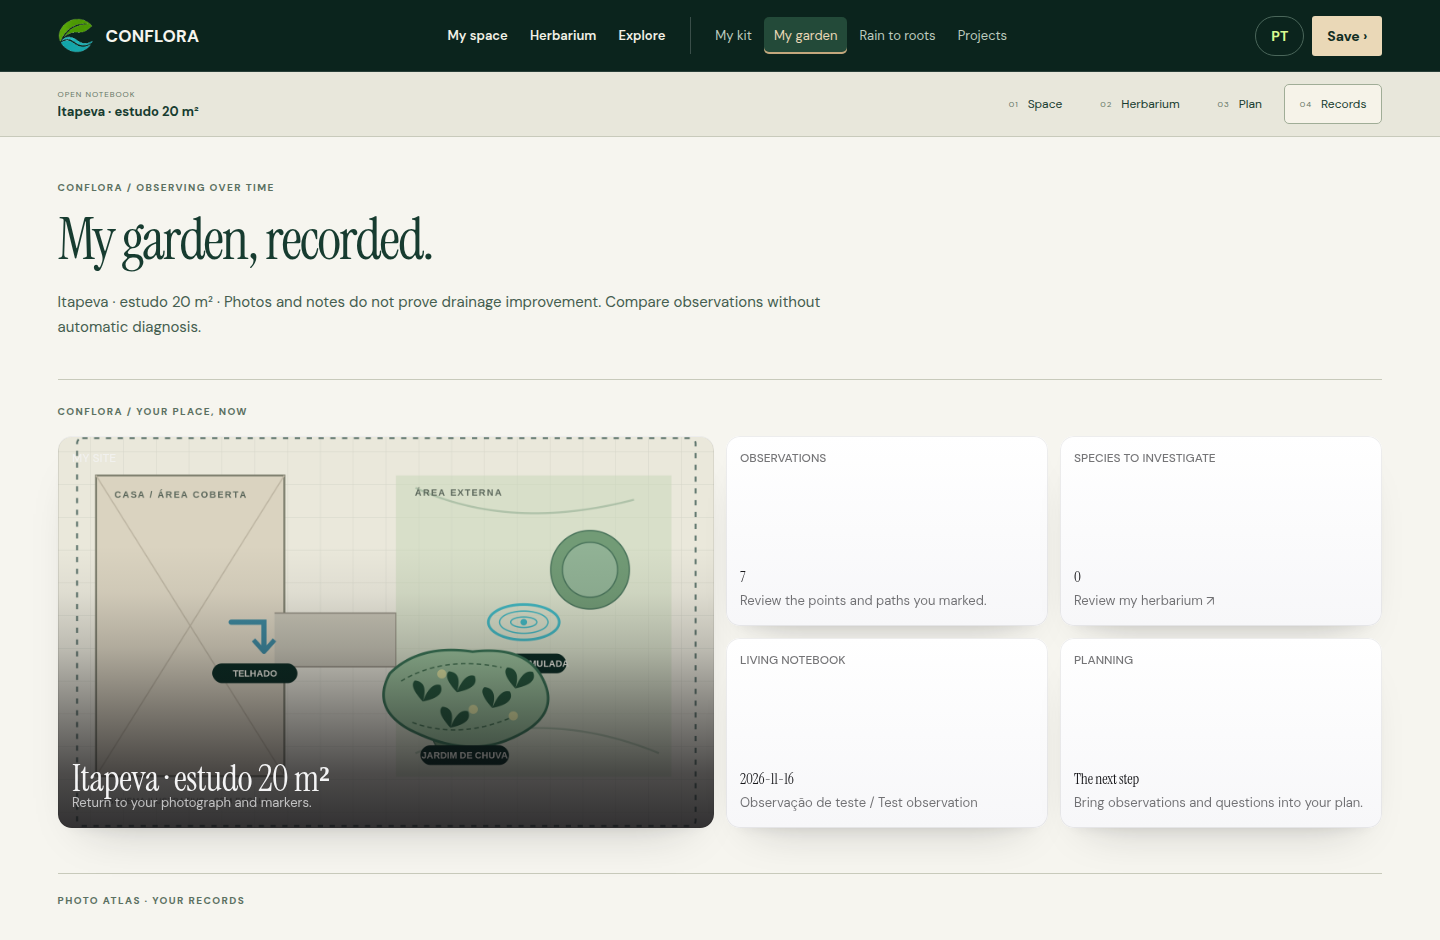 CONFLORA
My space
Herbarium
Explore
My kit
My garden
Rain to roots
Projects
PT
Save ›
OPEN NOTEBOOK
Itapeva · estudo 20 m²
01 Space
02 Herbarium
03 Plan
04 Records
CONFLORA / OBSERVING OVER TIME
My garden, recorded.
Itapeva · estudo 20 m² · Photos and notes do not prove drainage improvement. Compare observations without
automatic diagnosis.
CONFLORA / YOUR PLACE, NOW
MY SITE
CASA / ÁREA COBERTA
ÁREA EXTERNA
TELHADO
JARDIM DE CHUVA
Itapeva · estudo 20 m²
Return to your photograph and markers.
OBSERVATIONS
7
Review the points and paths you marked.
SPECIES TO INVESTIGATE
0
Review my herbarium ↗
LIVING NOTEBOOK
2026-11-16
Observação de teste / Test observation
PLANNING
The next step
Bring observations and questions into your plan.
PHOTO ATLAS · YOUR RECORDS